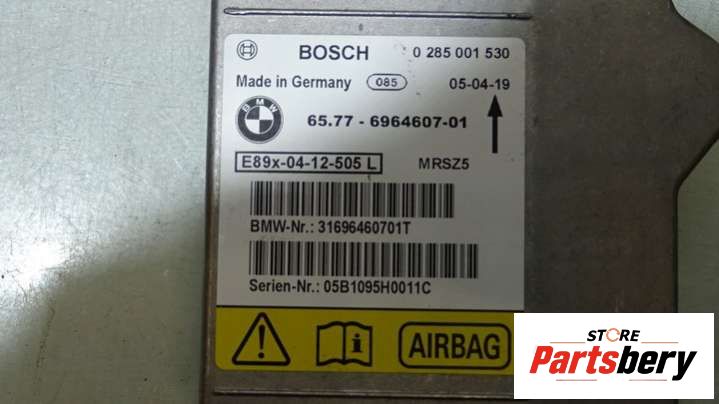 BOSCH 0 285 001 530
Made in Germany 085 05-04-19
BMW 65.77 - 6964607-01
E89x-04-12-505 L MRSZ5
BMW-Nr.: 31696460701T
Serien-Nr.: 05B1095H0011C
i AIRBAG
STORE
Partsbery